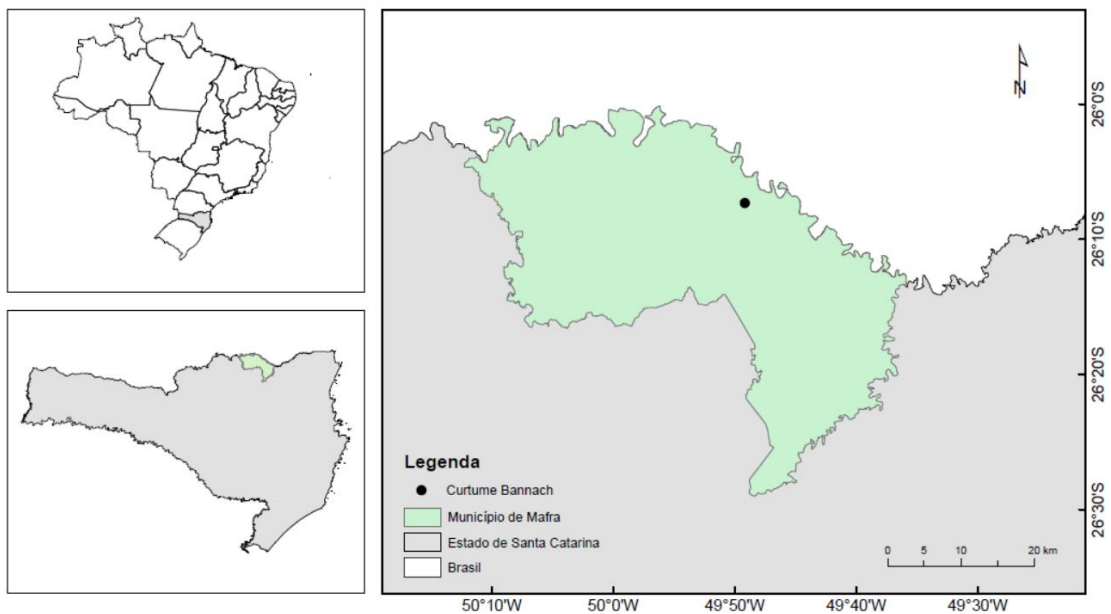 N
26°0'S
26°10'S
26°20'S
26°30'S
Legenda
Curtume Bannach
Município de Mafra
Estado de Santa Catarina
Brasil
0 5 10 20 km
50°10'W 50°0'W 49°50'W 49°40'W 49°30'W